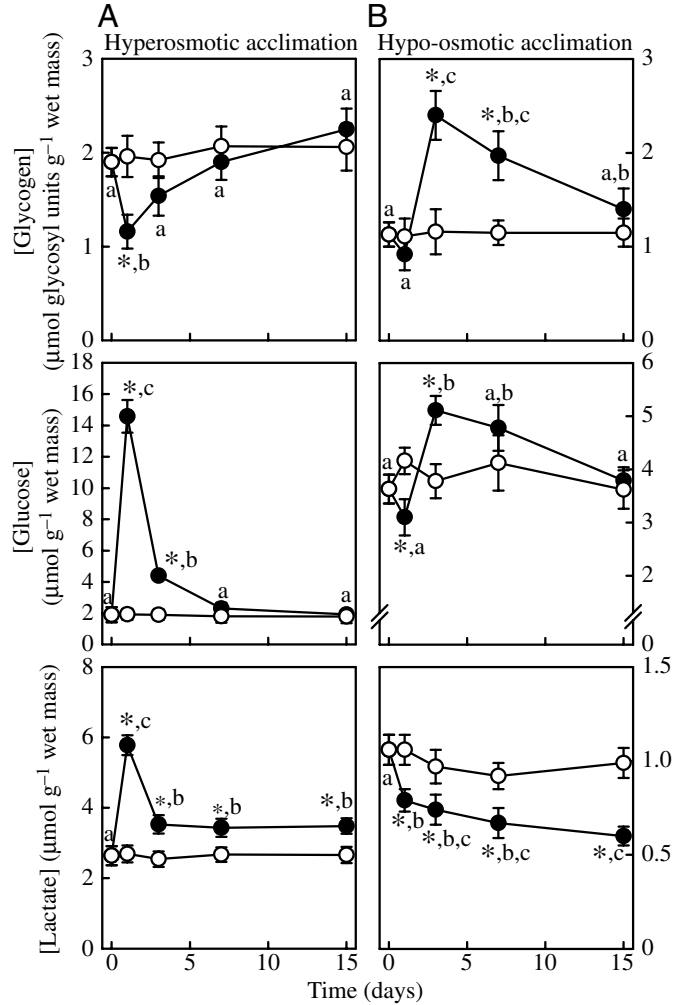 A
B
Hyperosmotic acclimation
Hypo-osmotic acclimation
[Glycogen]
(µmol glycosyl units g⁻¹ wet mass)
3
2
1
0
a
*,b
a
a
a
3
2
1
0
a
a
*,c
*,b,c
a,b
[Glucose]
(µmol g⁻¹ wet mass)
18
16
14
12
10
8
6
4
2
0
a
*,c
*,b
a
a
6
5
4
3
2
0
a
*,a
*,b
a,b
a
[Lactate] (µmol g⁻¹ wet mass)
8
6
4
2
0
a
*,c
*,b
*,b
*,b
1.5
1.0
0.5
0
a
*,b
*,b,c
*,b,c
*,c
0 5 10 15
0 5 10 15
Time (days)